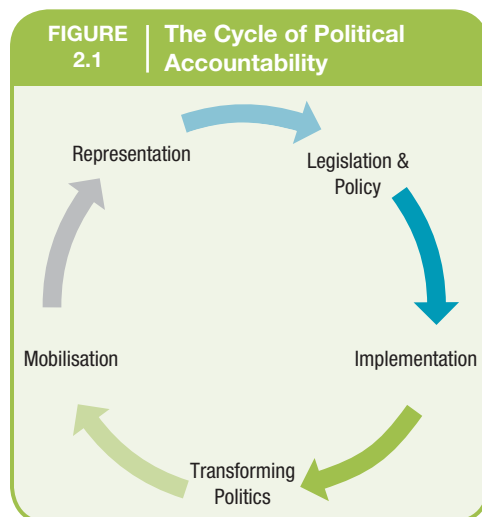 FIGURE
2.1
The Cycle of Political
Accountability
Representation
Legislation &
Policy
Implementation
Transforming
Politics
Mobilisation